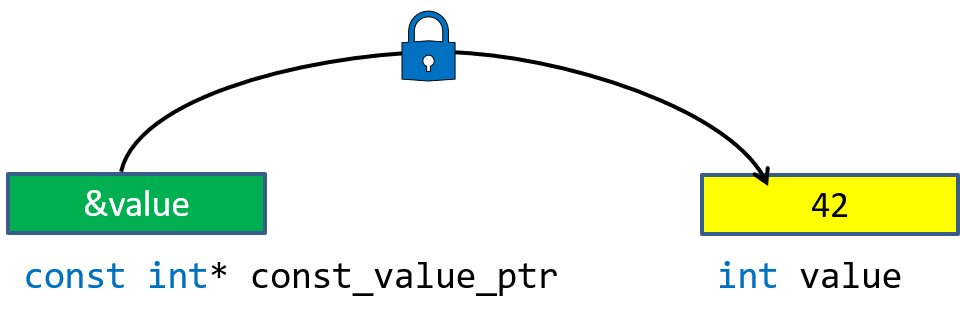 &value
42
const int* const_value_ptr
int value